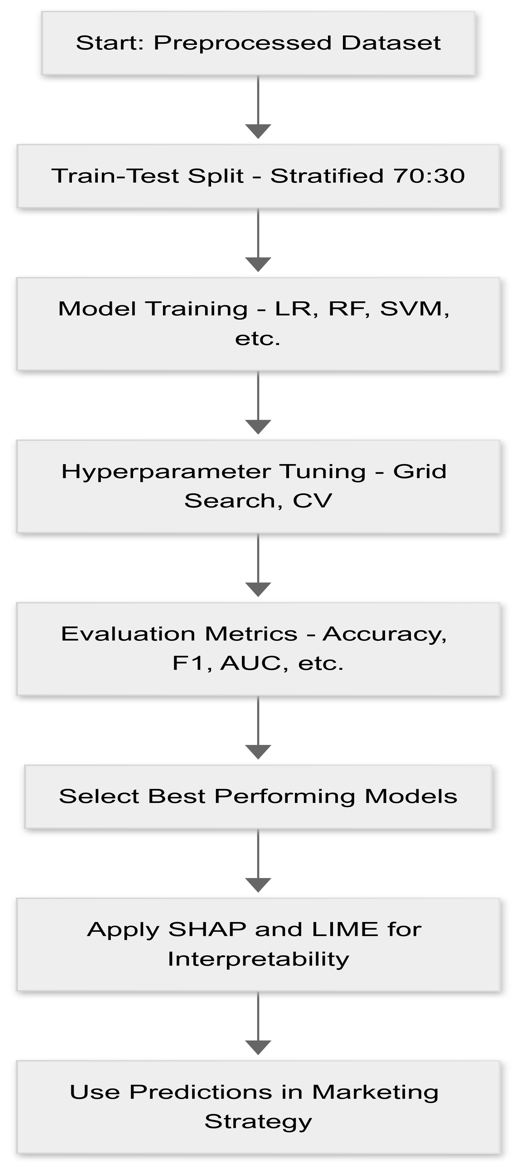 Start: Preprocessed Dataset
Train-Test Split - Stratified 70:30
Model Training - LR, RF, SVM,
etc.
Hyperparameter Tuning - Grid
Search, CV
Evaluation Metrics - Accuracy,
F1, AUC, etc.
Select Best Performing Models
Apply SHAP and LIME for
Interpretability
Use Predictions in Marketing
Strategy